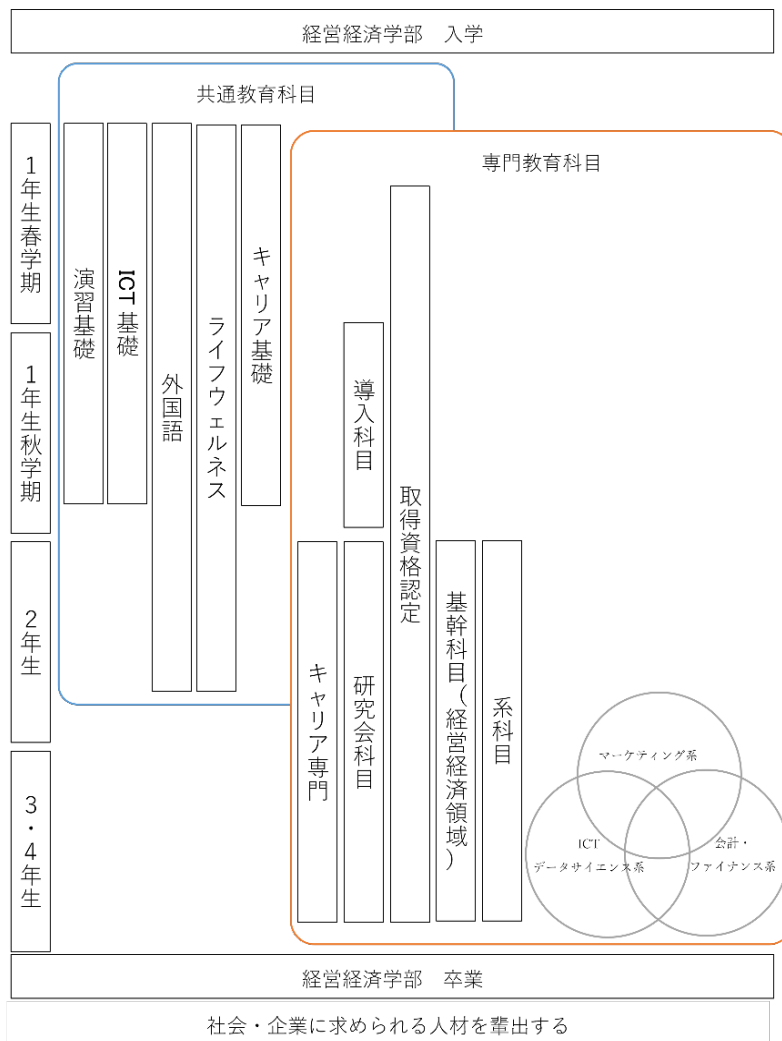 経営経済学部　入学
共通教育科目
専門教育科目
1年生春学期
1年生秋学期
2年生
3・4年生
演習基礎
ICT 基礎
外国語
ライフウェルネス
キャリア基礎
キャリア専門
導入科目
研究会科目
取得資格認定
基幹科目（経営経済領域）
系科目
マーケティング系
ICT
データサイエンス系
会計・
ファイナンス系
経営経済学部　卒業
社会・企業に求められる人材を輩出する